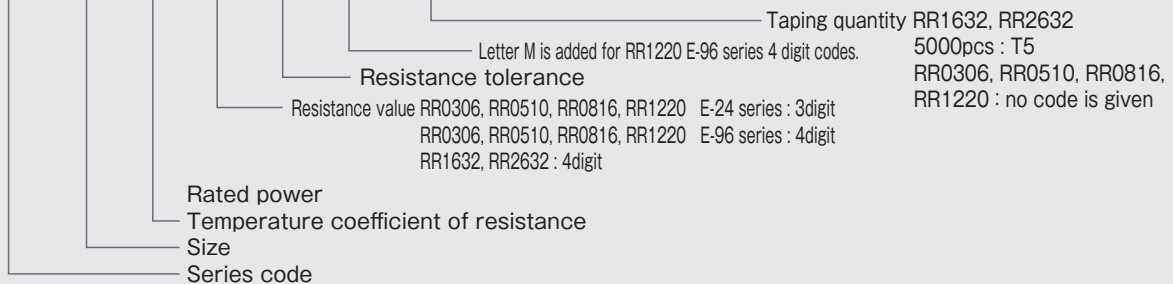 Taping quantity RR1632, RR2632
5000pcs : T5
RR0306, RR0510, RR0816,
RR1220 : no code is given
Letter M is added for RR1220 E-96 series 4 digit codes.
Resistance tolerance
Resistance value RR0306, RR0510, RR0816, RR1220 E-24 series : 3digit
RR0306, RR0510, RR0816, RR1220 E-96 series : 4digit
RR1632, RR2632 : 4digit
Rated power
Temperature coefficient of resistance
Size
Series code